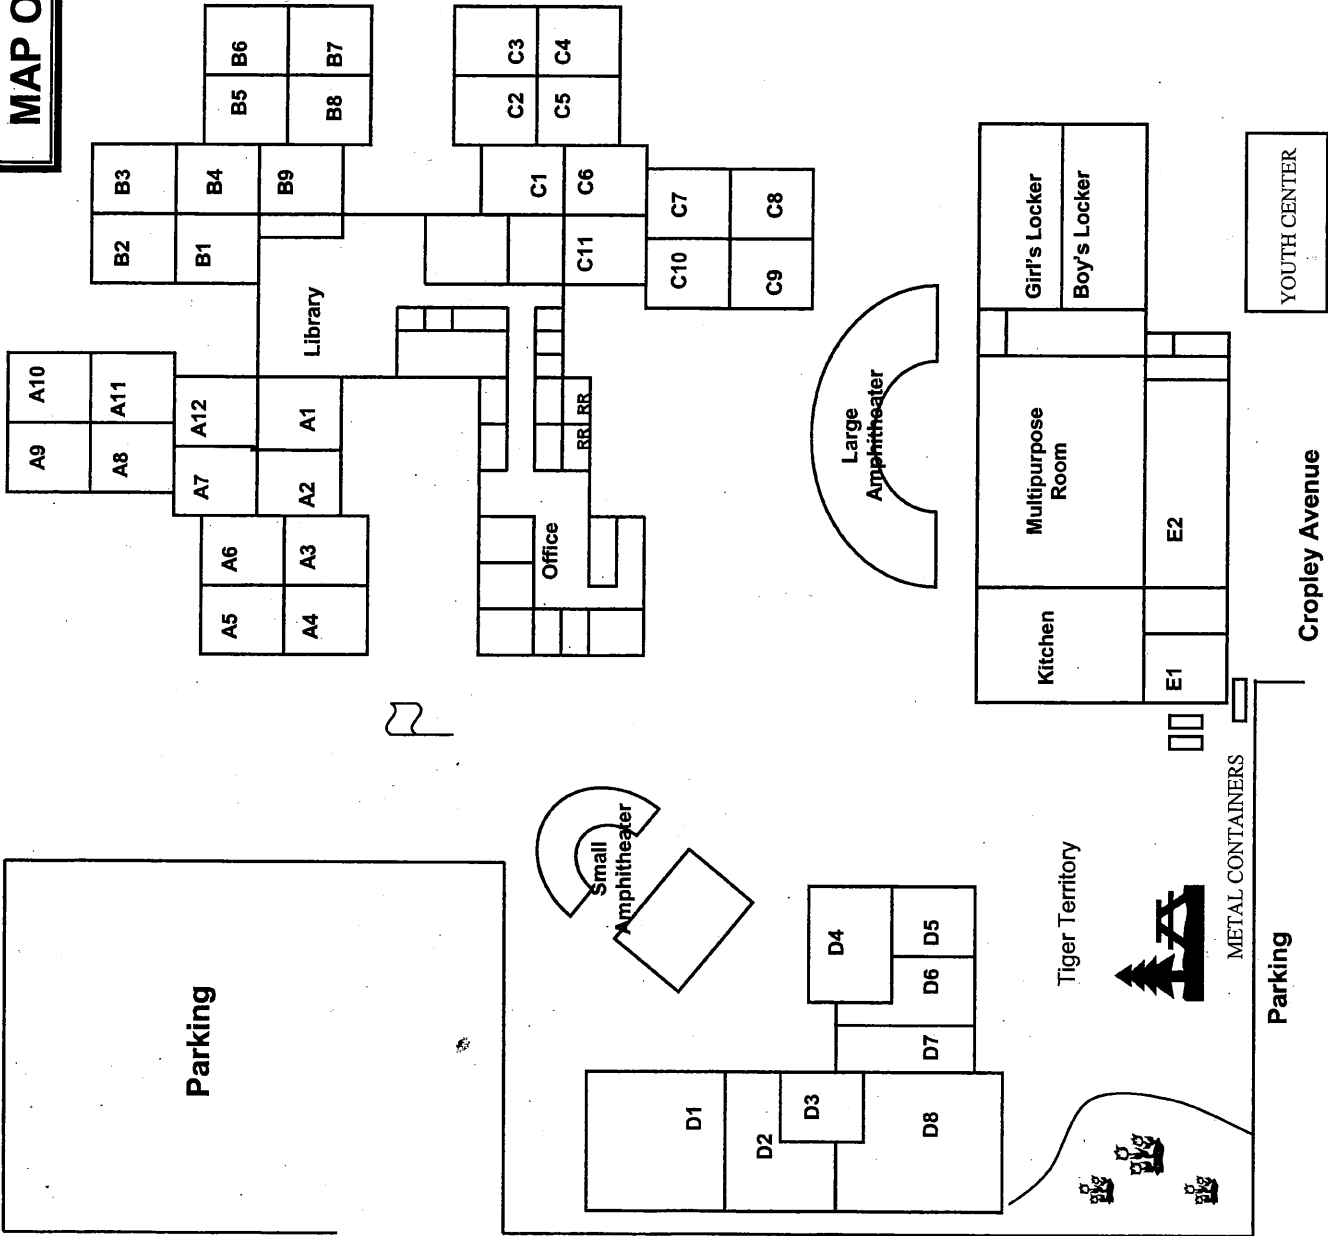 MAP O
A9
A10
A8
A11
B2
B3
Parking
A7
A12
B1
B4
A5
A6
B5
B6
A4
A3
A2
A1
Library
B9
B8
B7
C2
C3
Office
C1
C5
C4
RR
RR
C11
C6
Small
Amphitheater
C10
C7
D1
D2
C9
C8
D3
D4
Large
Amphitheater
D8
D7
D6
D5
Kitchen
Multipurpose
Room
Girl's Locker
Boy's Locker
Tiger Territory
E1
E2
METAL CONTAINERS
Parking
YOUTH CENTER
Cropley Avenue